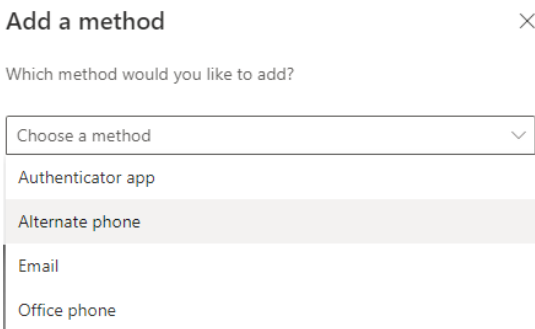 Add a method
Which method would you like to add?
Choose a method
Authenticator app
Alternate phone
Email
Office phone